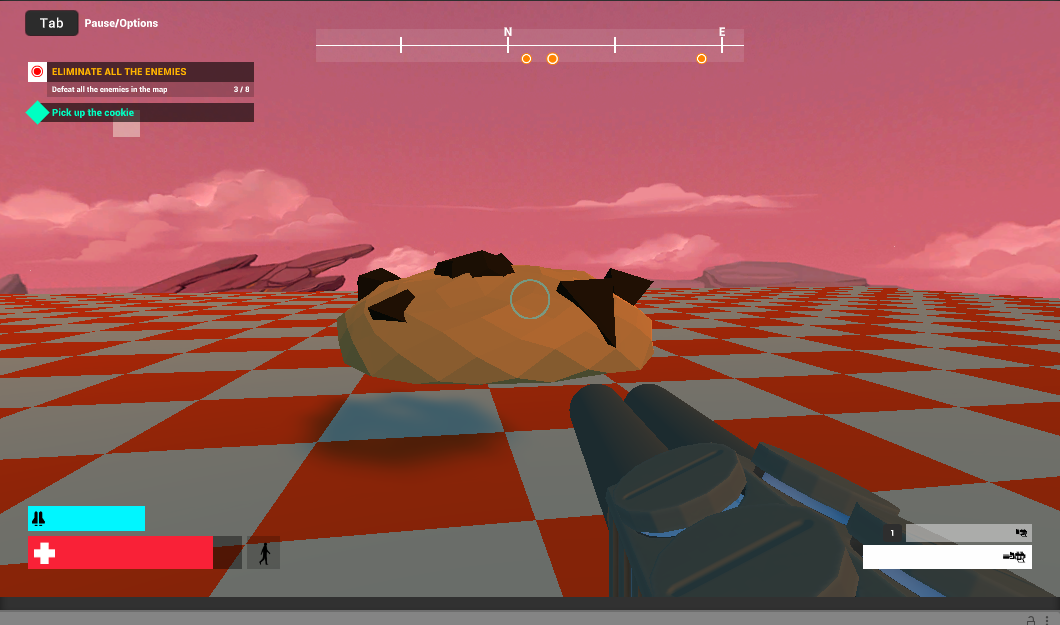 Tab Pause/Options
N E
ELIMINATE ALL THE ENEMIES
Defeat all the enemies in the map 3 / 8
Pick up the cookie
1